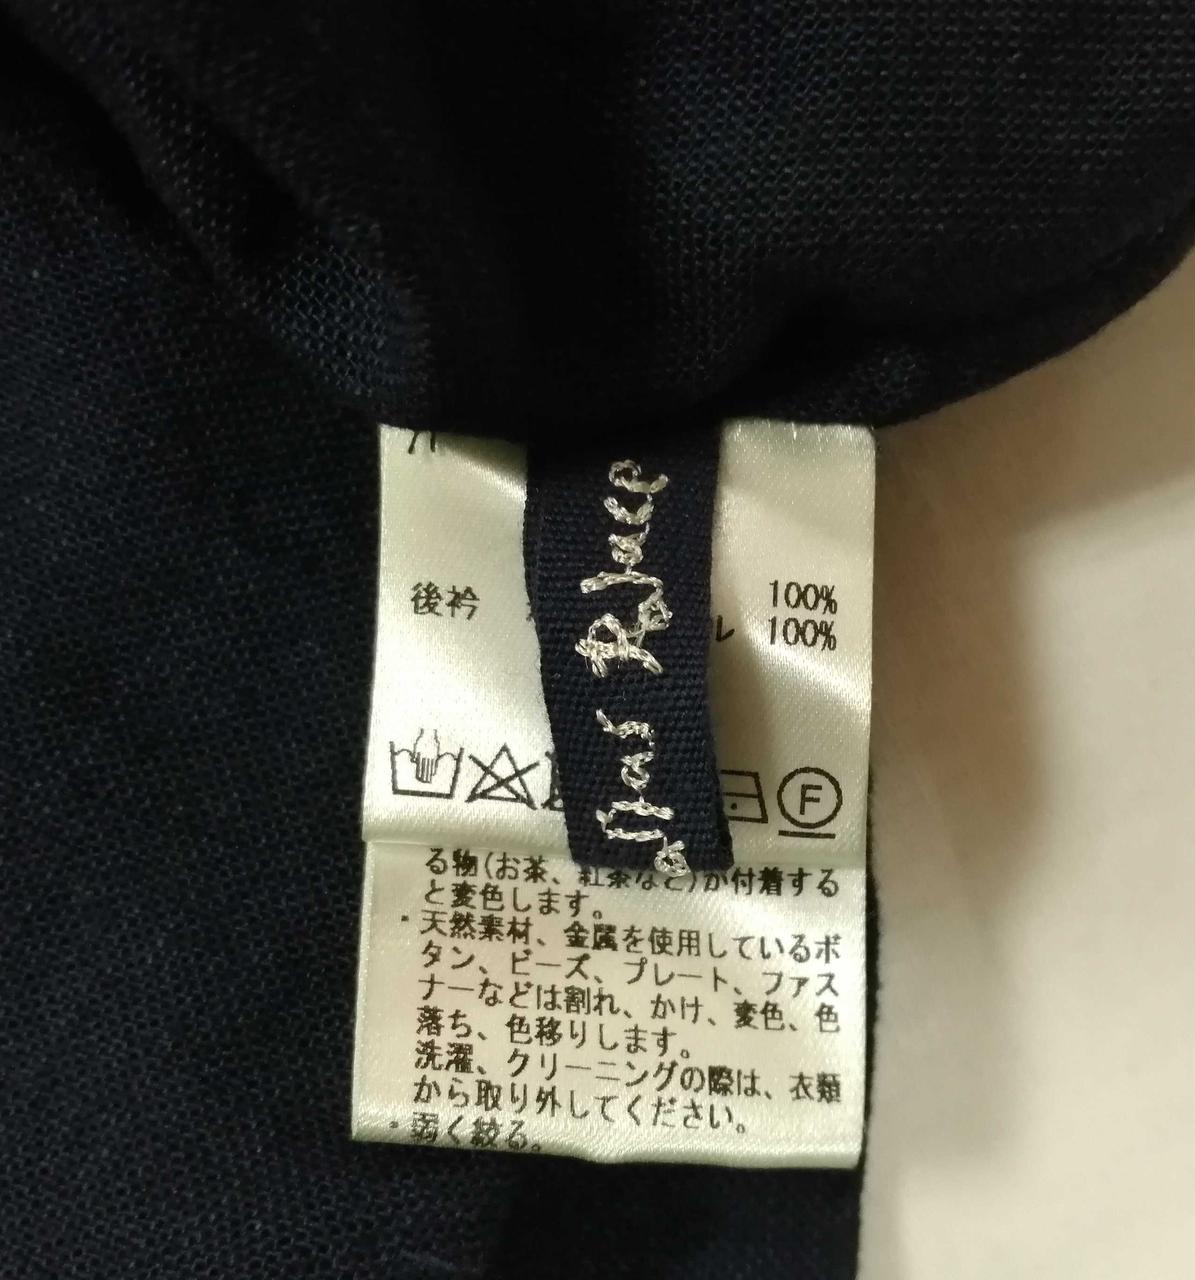 後衿
100%
ル 100%
F
る物(お茶、紅茶など)が付着する
と変色します。
・天然素材、金属を使用しているボ
タン、ビーズ、プレート、ファス
ナーなどは割れ、かけ、変色、色
落ち、色移りします。
洗濯、クリーニングの際は、衣類
から取り外してください。
・弱く絞る。